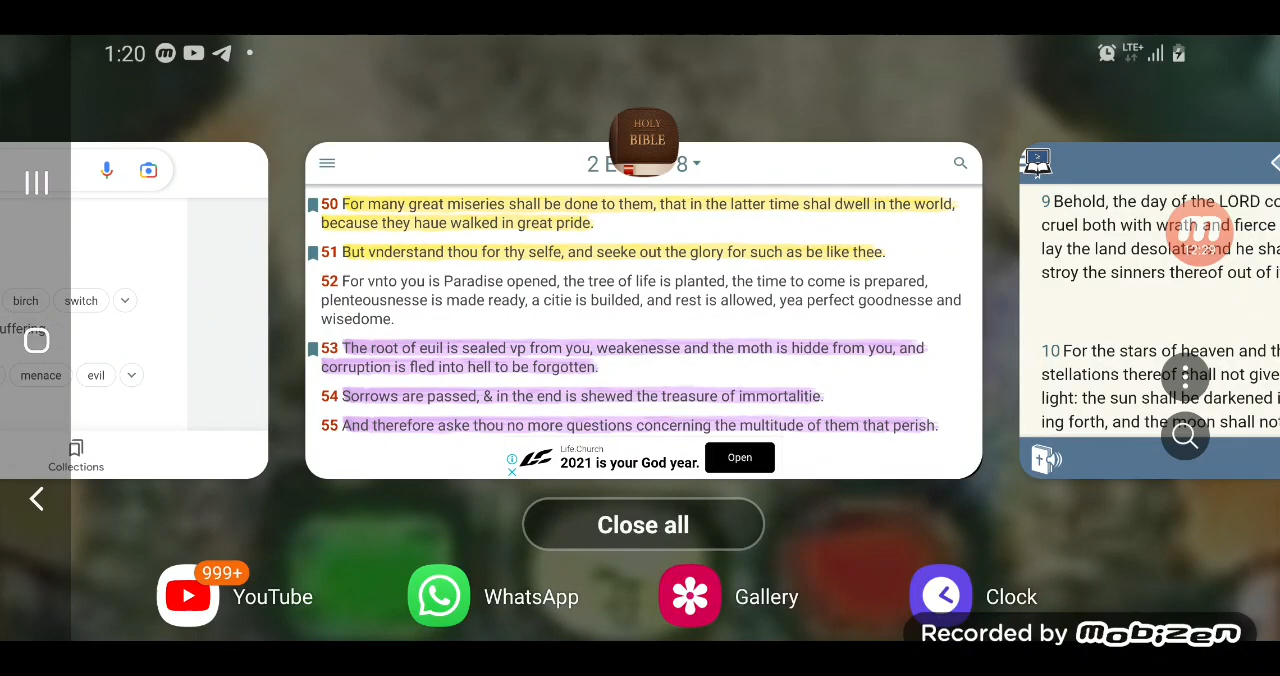 1:20
LTE+
HOLY
BIBLE
2 E 8
50 For many great miseries shall be done to them, that in the latter time shal dwell in the world,
because they haue walked in great pride.
51 But vnderstand thou for thy selfe, and seeke out the glory for such as be like thee.
52 For vnto you is Paradise opened, the tree of life is planted, the time to come is prepared,
plenteousnesse is made ready, a citie is builded, and rest is allowed, yea perfect goodnesse and
wisedome.
53 The root of euil is sealed vp from you, weakenesse and the moth is hidde from you, and
corruption is fled into hell to be forgotten.
54 Sorrows are passed, & in the end is shewed the treasure of immortalitie.
55 And therefore aske thou no more questions concerning the multitude of them that perish.
Life.Church
2021 is your God year.
Open
birch
switch
uffering
menace
evil
Collections
9 Behold, the day of the LORD co
cruel both with wrath and fierce
lay the land desolate and he sha
stroy the sinners thereof out of i
12:29
10 For the stars of heaven and th
stellations thereof shall not give
light: the sun shall be darkened i
ing forth, and the moon shall not
Close all
999+
YouTube
WhatsApp
Gallery
Clock
Recorded by mobizen